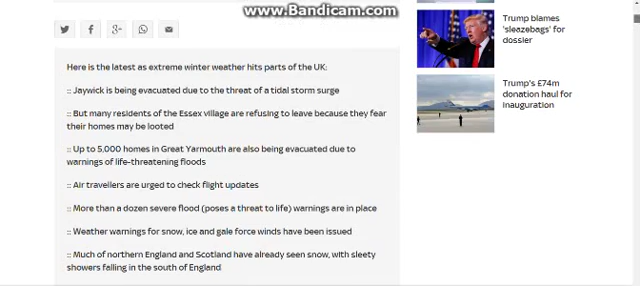 www.Bandicam.com
Here is the latest as extreme winter weather hits parts of the UK:
:: Jaywick is being evacuated due to the threat of a tidal storm surge
:: But many residents of the Essex village are refusing to leave because they fear
their homes may be looted
:: Up to 5,000 homes in Great Yarmouth are also being evacuated due to
warnings of life-threatening floods
:: Air travellers are urged to check flight updates
:: More than a dozen severe flood (poses a threat to life) warnings are in place
:: Weather warnings for snow, ice and gale force winds have been issued
:: Much of northern England and Scotland have already seen snow, with sleety
showers falling in the south of England
Trump blames
'sleazebags' for
dossier
Trump's £74m
donation haul for
inauguration